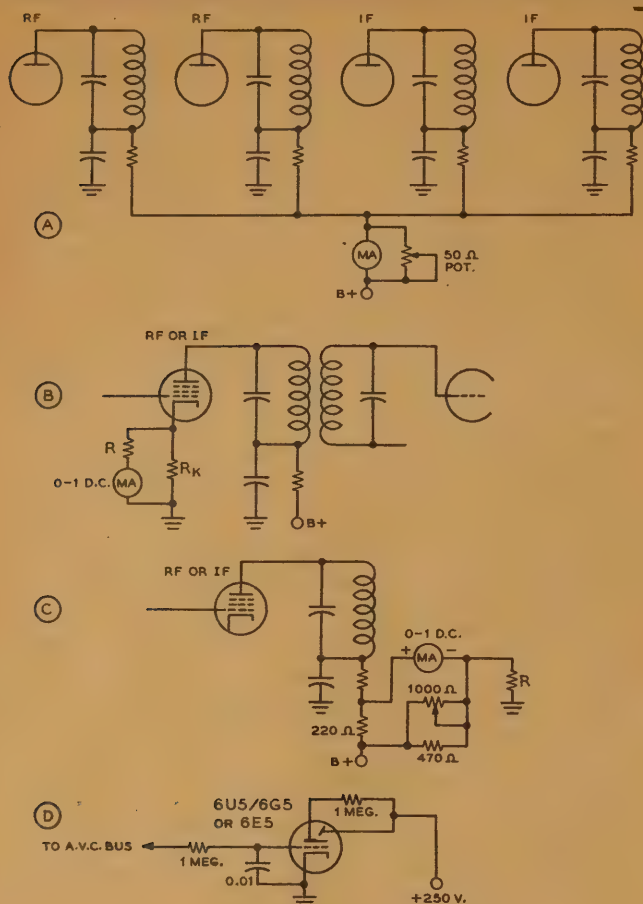 RF RF IF IF
A
MA
50 Ω
POT.
B+
RF OR IF
B
R
RK
0-1 D.C. MA
B+
RF OR IF
C
0-1 D.C.
+ MA -
1000 Ω
R
220 Ω
B+
470 Ω
D
6U5/6G5
OR 6E5
1 MEG.
TO A.V.C. BUS
1 MEG.
0.01
+250 V.